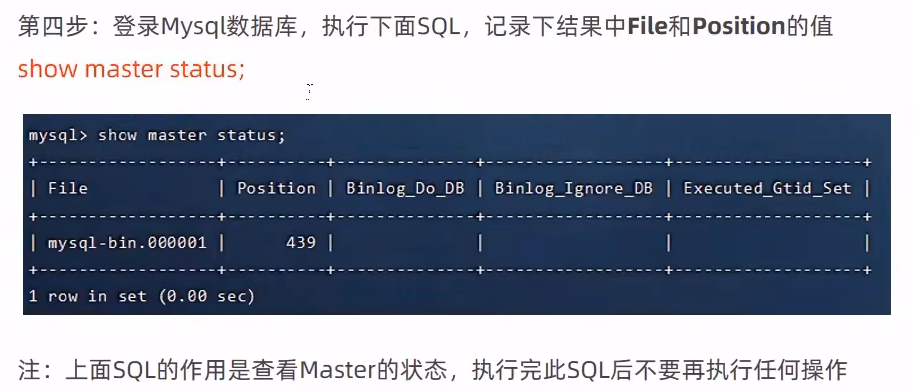 第四步：登录Mysql数据库，执行下面SQL，记录下结果中File和Position的值
show master status;
mysql> show master status;
+------------------+----------+--------------+------------------+-------------------+
| File             | Position | Binlog_Do_DB | Binlog_Ignore_DB | Executed_Gtid_Set |
+------------------+----------+--------------+------------------+-------------------+
| mysql-bin.000001 |      439 |              |                  |                   |
+------------------+----------+--------------+------------------+-------------------+
1 row in set (0.00 sec)
注：上面SQL的作用是查看Master的状态，执行完此SQL后不要再执行任何操作